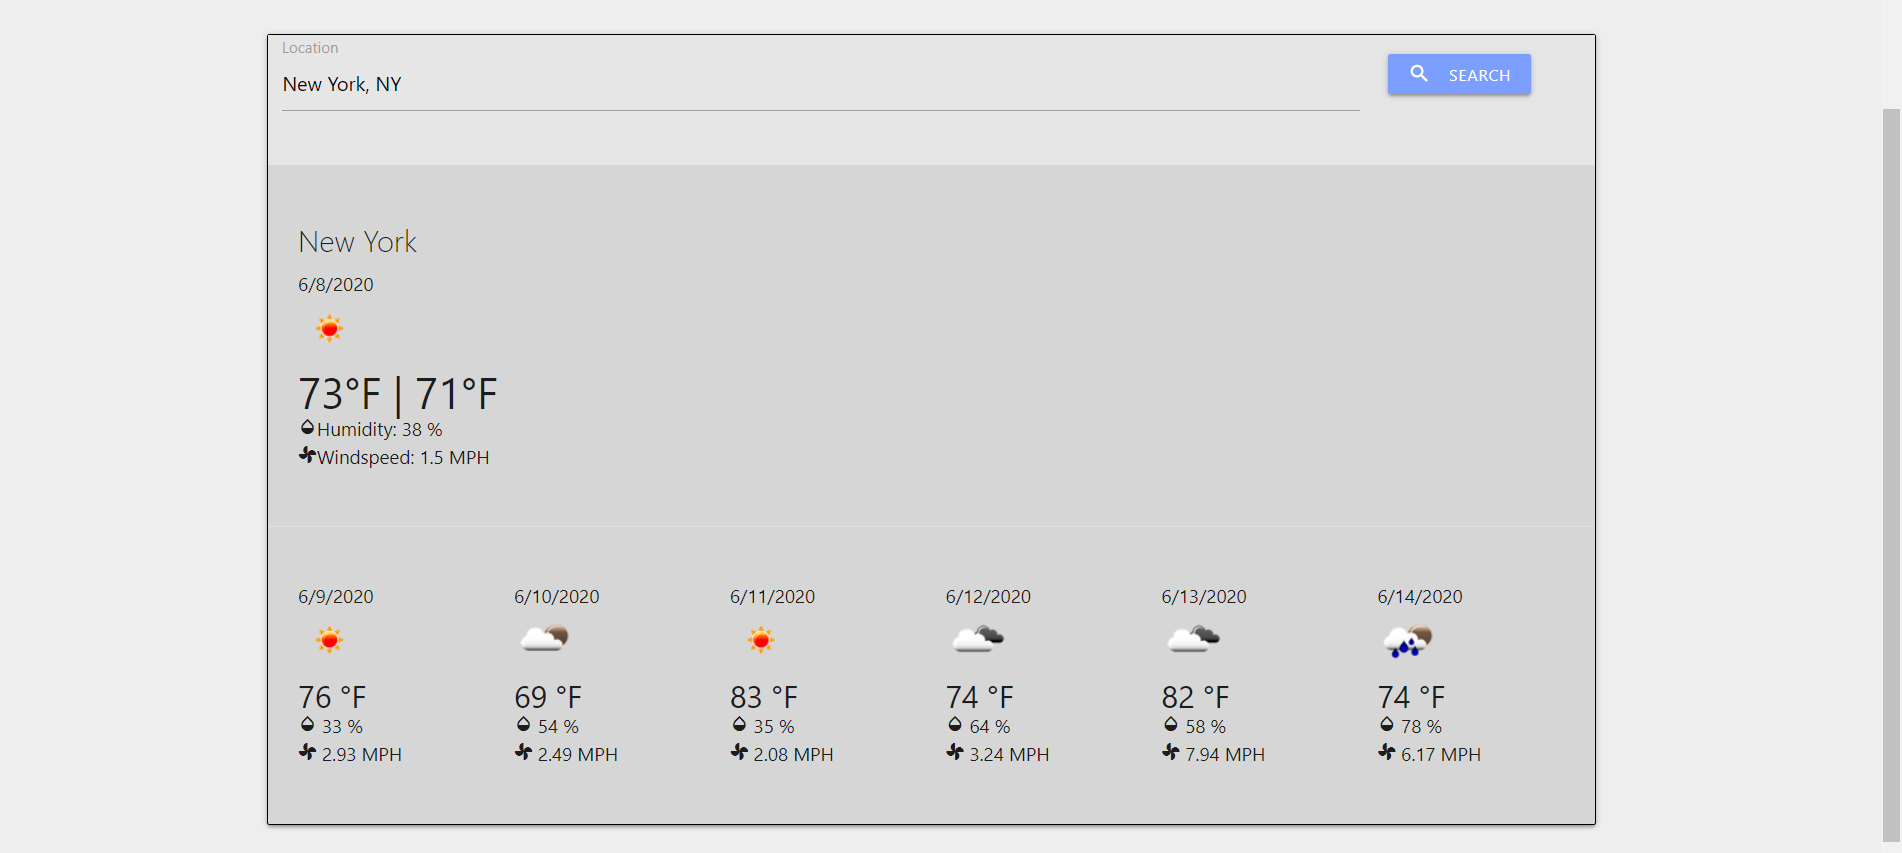 Location
New York, NY
SEARCH
New York
6/8/2020
73°F | 71°F
Humidity: 38 %
Windspeed: 1.5 MPH
6/9/2020
76 °F
33 %
2.93 MPH
6/10/2020
69 °F
54 %
2.49 MPH
6/11/2020
83 °F
35 %
2.08 MPH
6/12/2020
74 °F
64 %
3.24 MPH
6/13/2020
82 °F
58 %
7.94 MPH
6/14/2020
74 °F
78 %
6.17 MPH